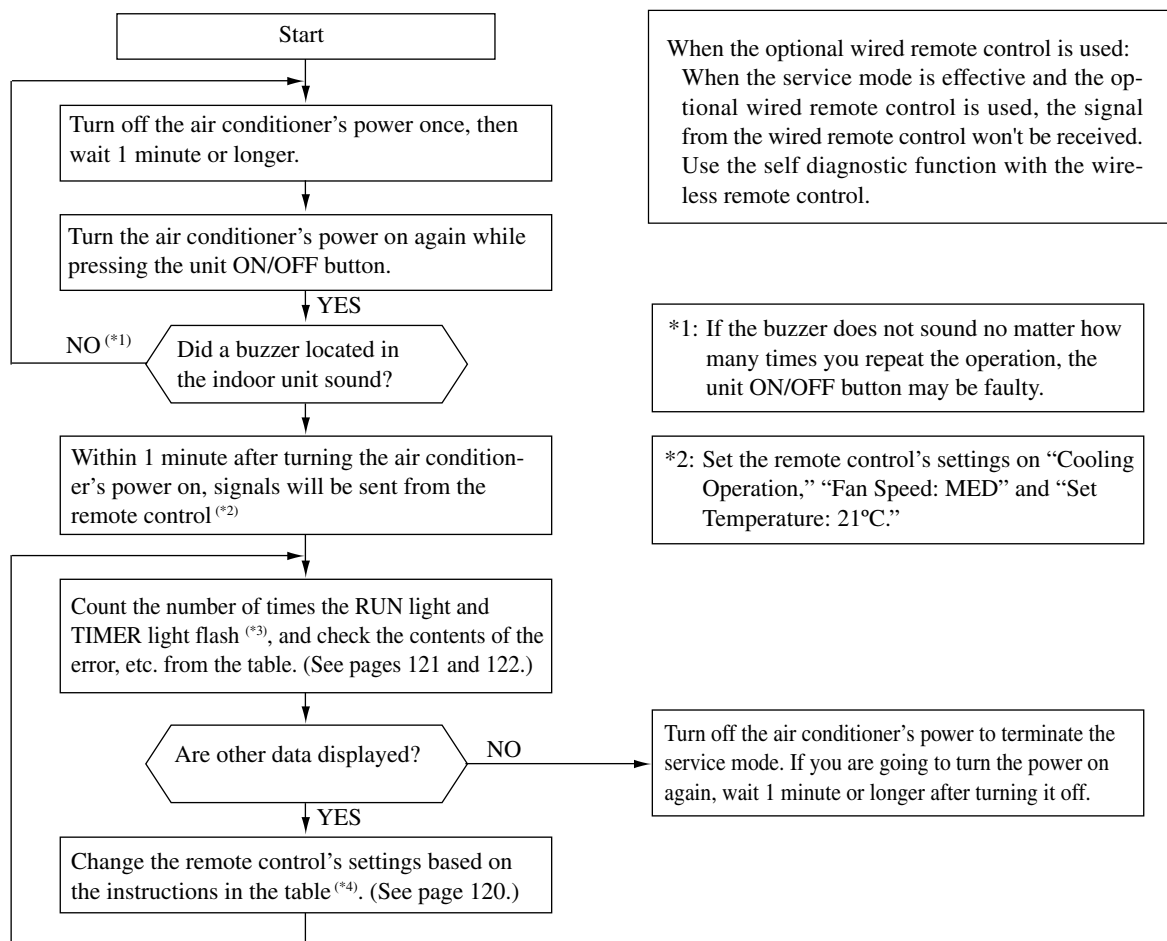 Start
Turn off the air conditioner's power once, then
wait 1 minute or longer.
Turn the air conditioner's power on again while
pressing the unit ON/OFF button.
YES
NO (*1)
Did a buzzer located in
the indoor unit sound?
Within 1 minute after turning the air condition-
er's power on, signals will be sent from the
remote control (*2)
Count the number of times the RUN light and
TIMER light flash (*3), and check the contents of the
error, etc. from the table. (See pages 121 and 122.)
Are other data displayed?
NO
YES
Change the remote control's settings based on
the instructions in the table (*4). (See page 120.)
When the optional wired remote control is used:
When the service mode is effective and the op-
tional wired remote control is used, the signal
from the wired remote control won't be received.
Use the self diagnostic function with the wire-
less remote control.
*1: If the buzzer does not sound no matter how
many times you repeat the operation, the
unit ON/OFF button may be faulty.
*2: Set the remote control's settings on “Cooling
Operation,” “Fan Speed: MED” and “Set
Temperature: 21ºC.”
Turn off the air conditioner's power to terminate the
service mode. If you are going to turn the power on
again, wait 1 minute or longer after turning it off.